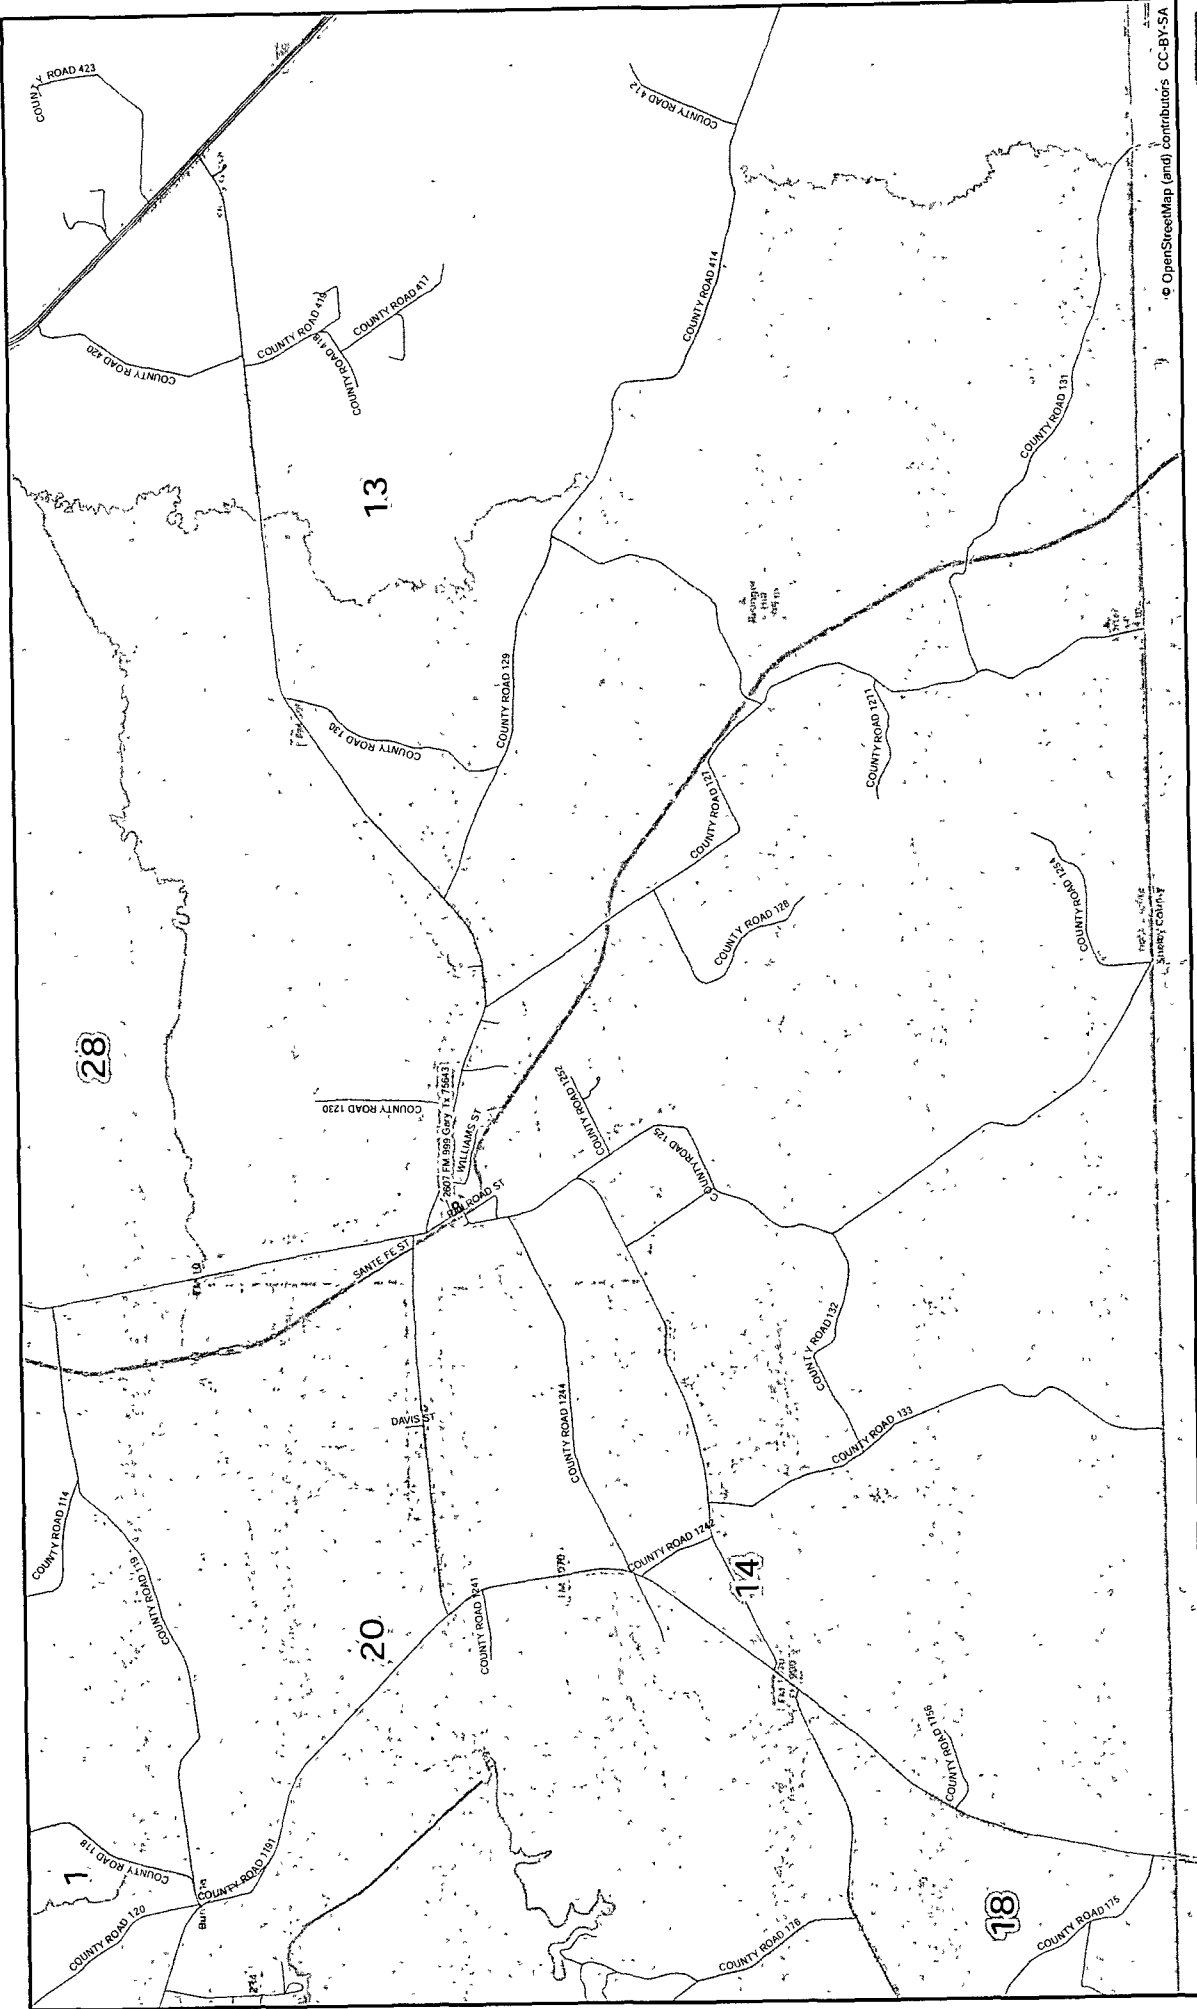 COUNTY ROAD 423
COUNTY ROAD 412
COUNTY ROAD 420
COUNTY ROAD 419
COUNTY ROAD 418
COUNTY ROAD 417
COUNTY ROAD 414
COUNTY ROAD 131
© OpenStreetMap (and) contributors CC-BY-SA
13
COUNTY ROAD 130
COUNTY ROAD 129
COUNTY ROAD 1271
COUNTY ROAD 127
COUNTY ROAD 128
COUNTY ROAD 1254
Shelby County
28
COUNTY ROAD 1230
2607 FM 999 Gary Tx 75643
WILLIAMS ST
RAILROAD ST
COUNTY ROAD 1252
COUNTY ROAD 125
SANTE FE ST
DAVIS ST
COUNTY ROAD 1244
COUNTY ROAD 132
COUNTY ROAD 133
COUNTY ROAD 114
COUNTY ROAD 119
20
COUNTY ROAD 1241
FM 1970
COUNTY ROAD 1242
14
1
COUNTY ROAD 118
COUNTY ROAD 1191
COUNTY ROAD 120
COUNTY ROAD 1756
18
COUNTY ROAD 176
COUNTY ROAD 175